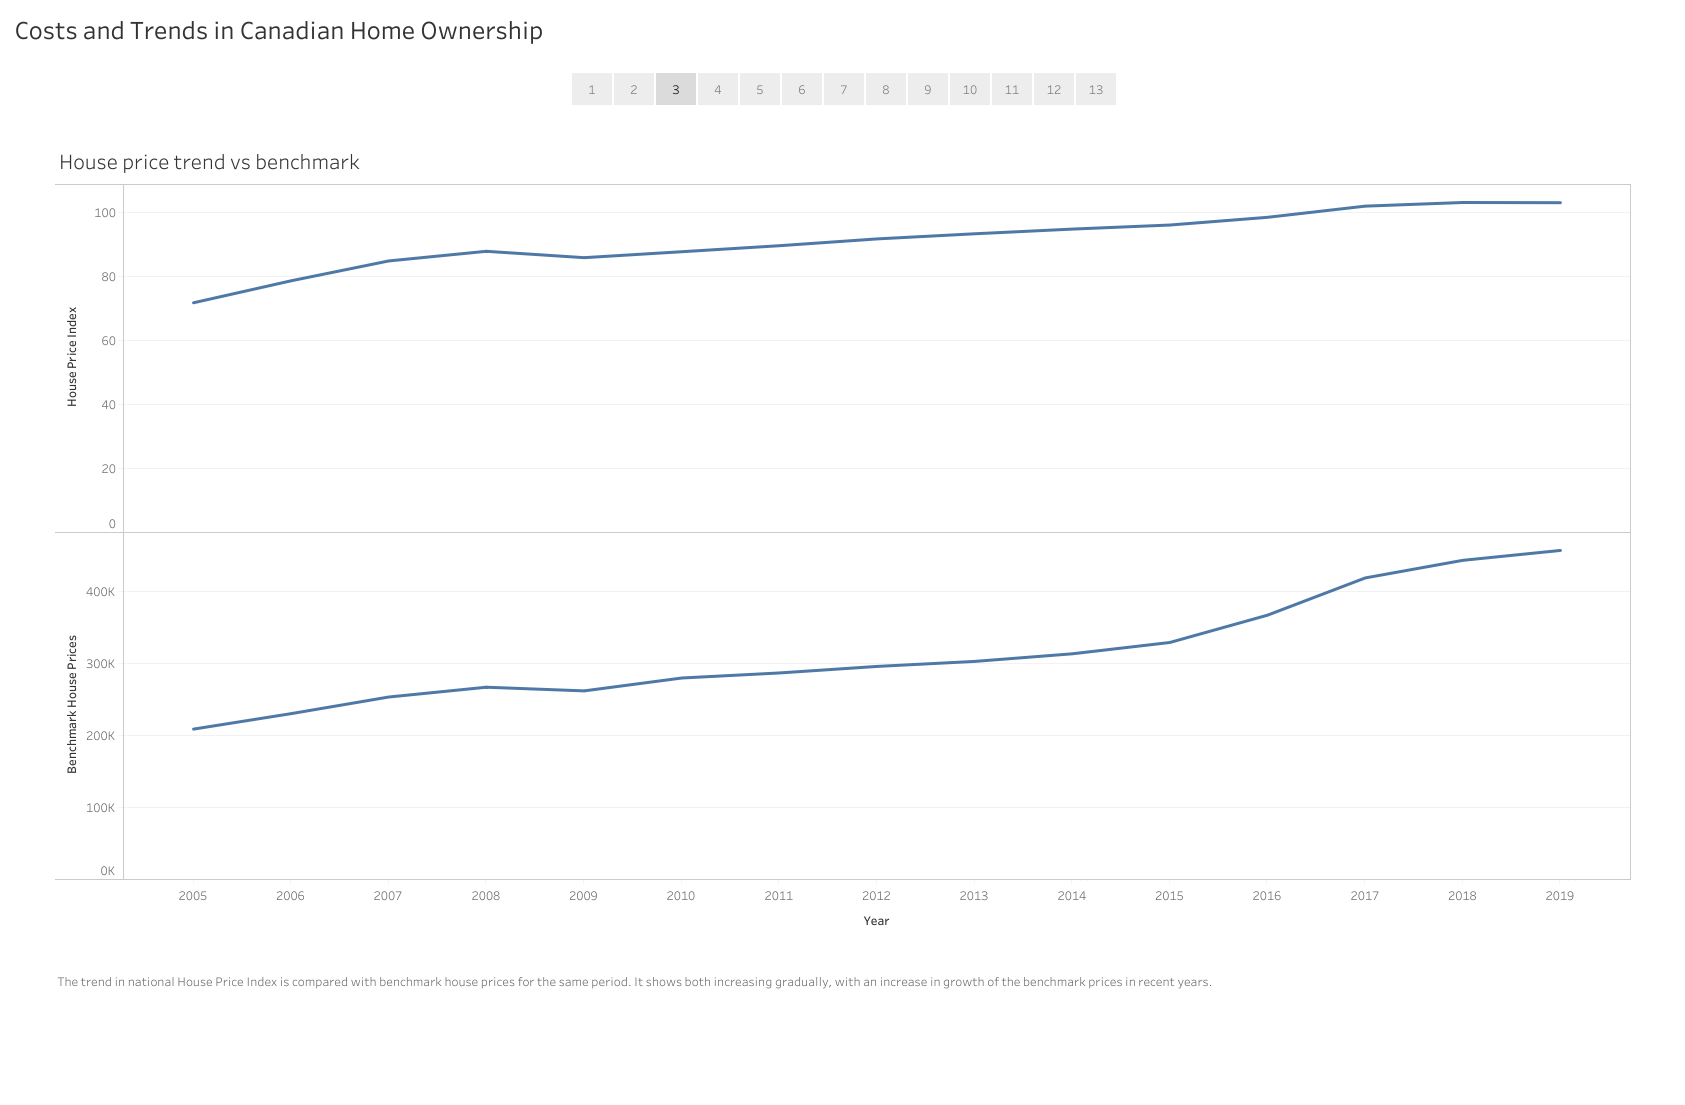 Costs and Trends in Canadian Home Ownership
1 2 3 4 5 6 7 8 9 10 11 12 13
House price trend vs benchmark
House Price Index
100
80
60
40
20
0
Benchmark House Prices
400K
300K
200K
100K
0K
2005 2006 2007 2008 2009 2010 2011 2012 2013 2014 2015 2016 2017 2018 2019
Year
The trend in national House Price Index is compared with benchmark house prices for the same period. It shows both increasing gradually, with an increase in growth of the benchmark prices in recent years.